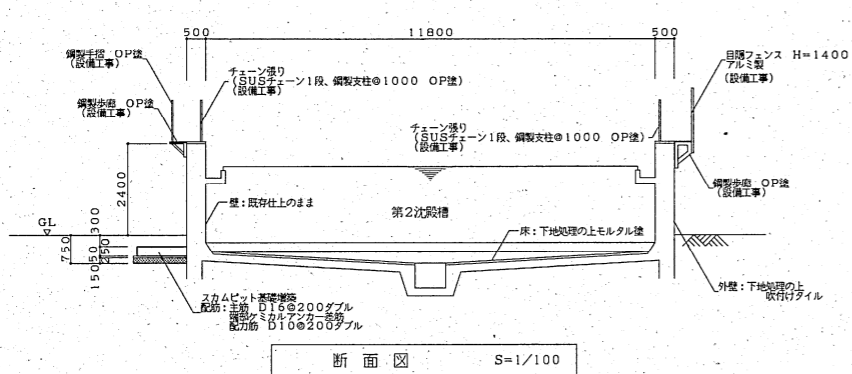 500
11800
500
鋼製手摺 OP塗
(設備工事)
チェーン張り
(SUSチェーン1段、鋼製支柱@1000 OP塗)
(設備工事)
目隠フェンス H=1400
アルミ製
(設備工事)
鋼製歩廊 OP塗
(設備工事)
チェーン張り
(SUSチェーン1段、鋼製支柱@1000 OP塗)
(設備工事)
鋼製歩廊 OP塗
(設備工事)
2400
壁:既存仕上のまま
第2沈殿槽
GL
300
750
250
50
150
床:下地処理の上モルタル塗
外壁:下地処理の上
吹付けタイル
スカムピット基礎増築
配筋:主筋 D16@200ダブル
端部ケミカルアンカー差筋
配力筋 D10@200ダブル
断面図 S=1/100